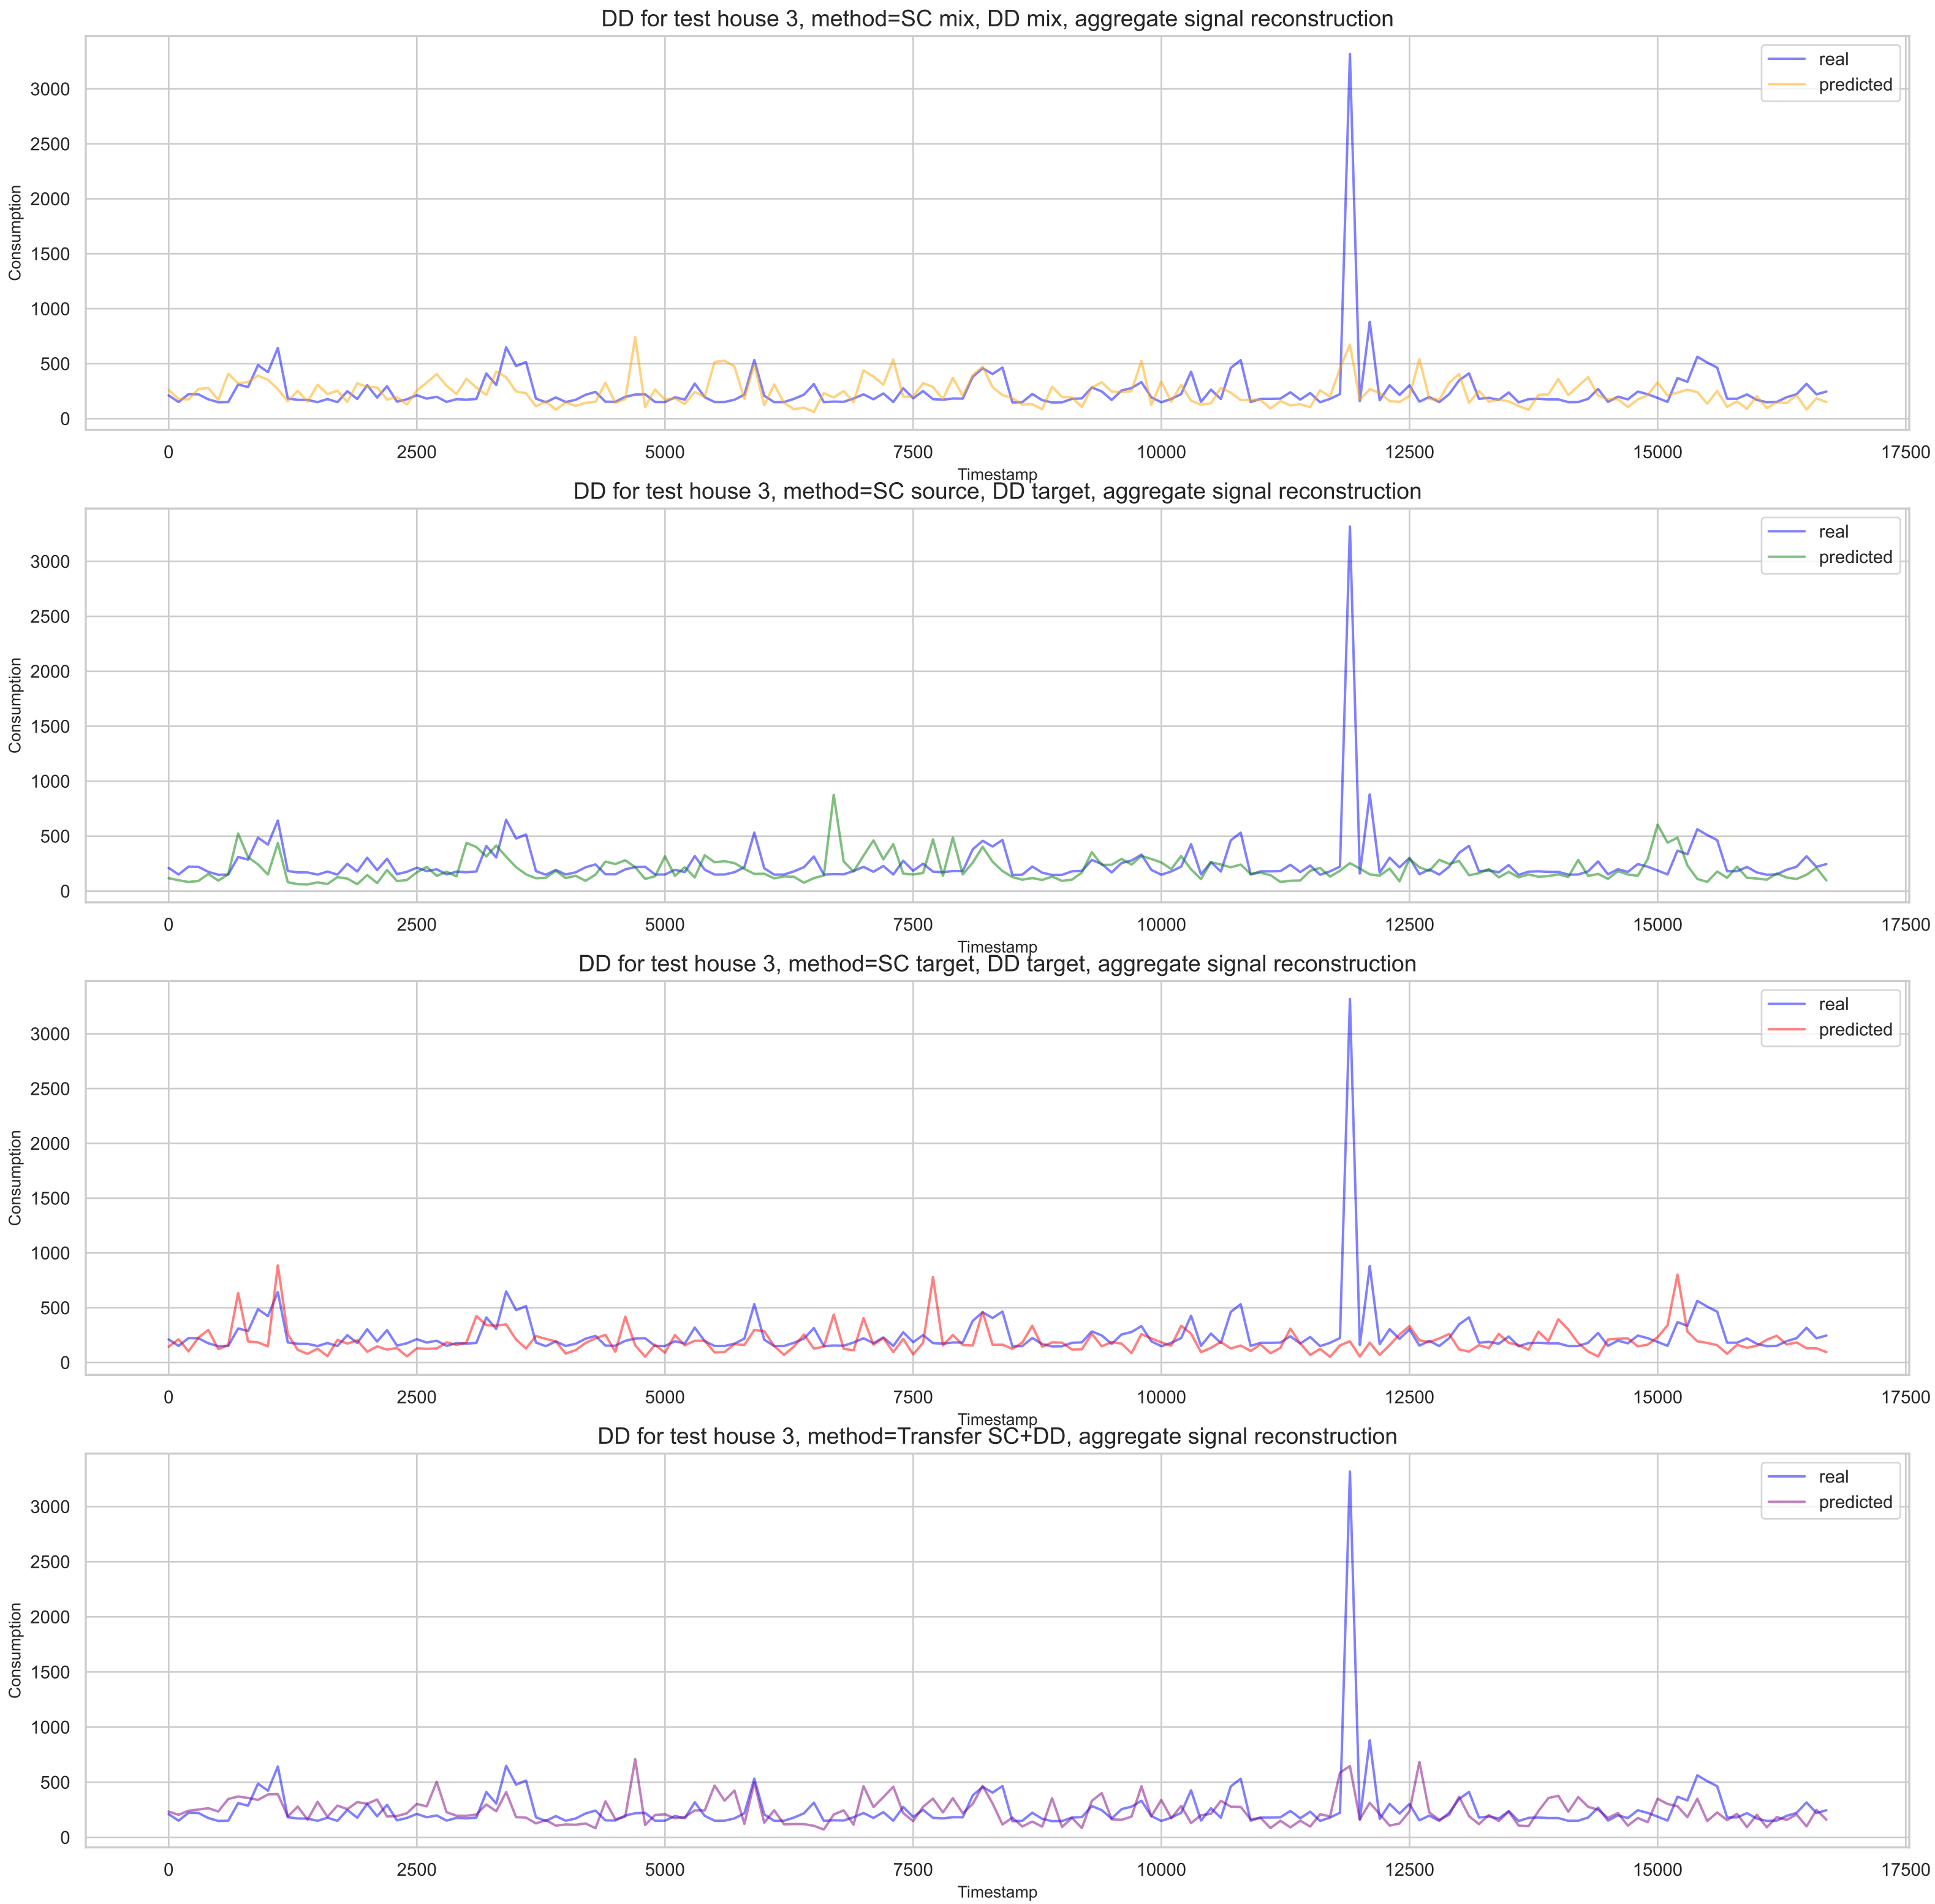 DD for test house 3, method=SC mix, DD mix, aggregate signal reconstruction
real
predicted
3000
2500
2000
1500
1000
500
0
Consumption
0 2500 5000 7500 10000 12500 15000 17500
Timestamp
DD for test house 3, method=SC source, DD target, aggregate signal reconstruction
real
predicted
3000
2500
2000
1500
1000
500
0
Consumption
0 2500 5000 7500 10000 12500 15000 17500
Timestamp
DD for test house 3, method=SC target, DD target, aggregate signal reconstruction
real
predicted
3000
2500
2000
1500
1000
500
0
Consumption
0 2500 5000 7500 10000 12500 15000 17500
Timestamp
DD for test house 3, method=Transfer SC+DD, aggregate signal reconstruction
real
predicted
3000
2500
2000
1500
1000
500
0
Consumption
0 2500 5000 7500 10000 12500 15000 17500
Timestamp